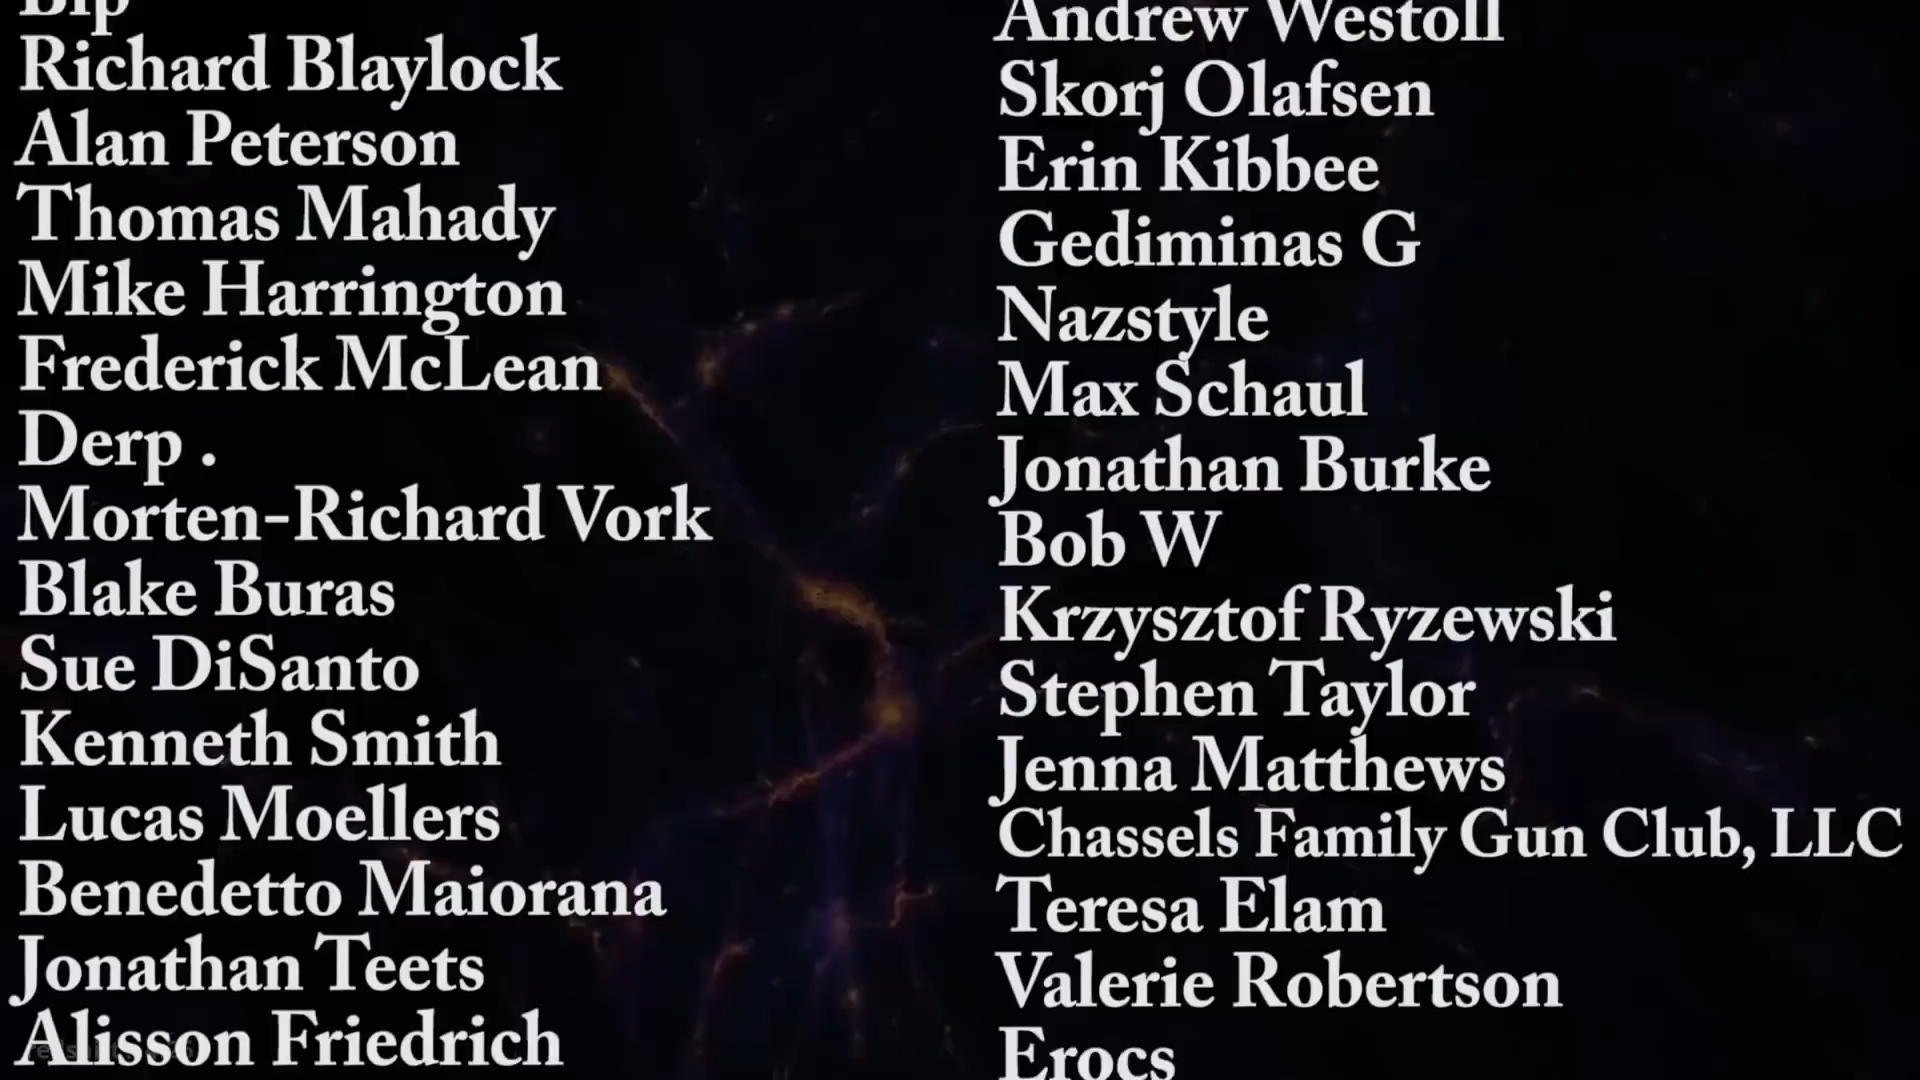 Bip
Richard Blaylock
Alan Peterson
Thomas Mahady
Mike Harrington
Frederick McLean
Derp .
Morten-Richard Vork
Blake Buras
Sue DiSanto
Kenneth Smith
Lucas Moellers
Benedetto Maiorana
Jonathan Teets
Alisson Friedrich
Andrew Westoll
Skorj Olafsen
Erin Kibbee
Gediminas G
Nazstyle
Max Schaul
Jonathan Burke
Bob W
Krzysztof Ryzewski
Stephen Taylor
Jenna Matthews
Chassels Family Gun Club, LLC
Teresa Elam
Valerie Robertson
Erocs